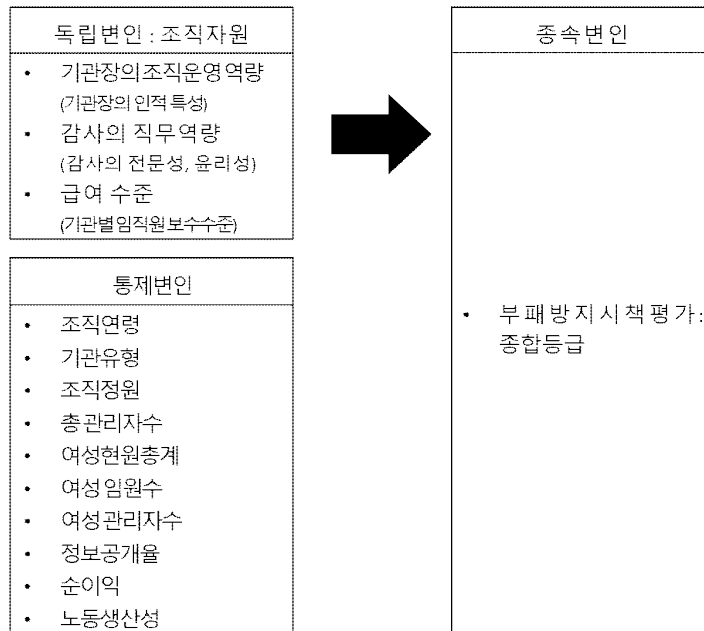 독립변인 : 조직자원
• 기관장의 조직운영 역량
(기관장의 인적 특성)
• 감사의 직무역량
(감사의 전문성, 윤리성)
• 급여 수준
(기관별 임직원 보수수준)
통제변인
• 조직연령
• 기관유형
• 조직정원
• 총관리자수
• 여성현원총계
• 여성임원수
• 여성관리자수
• 정보공개율
• 순이익
• 노동생산성
종속변인
• 부패방지시책평가:
종합등급